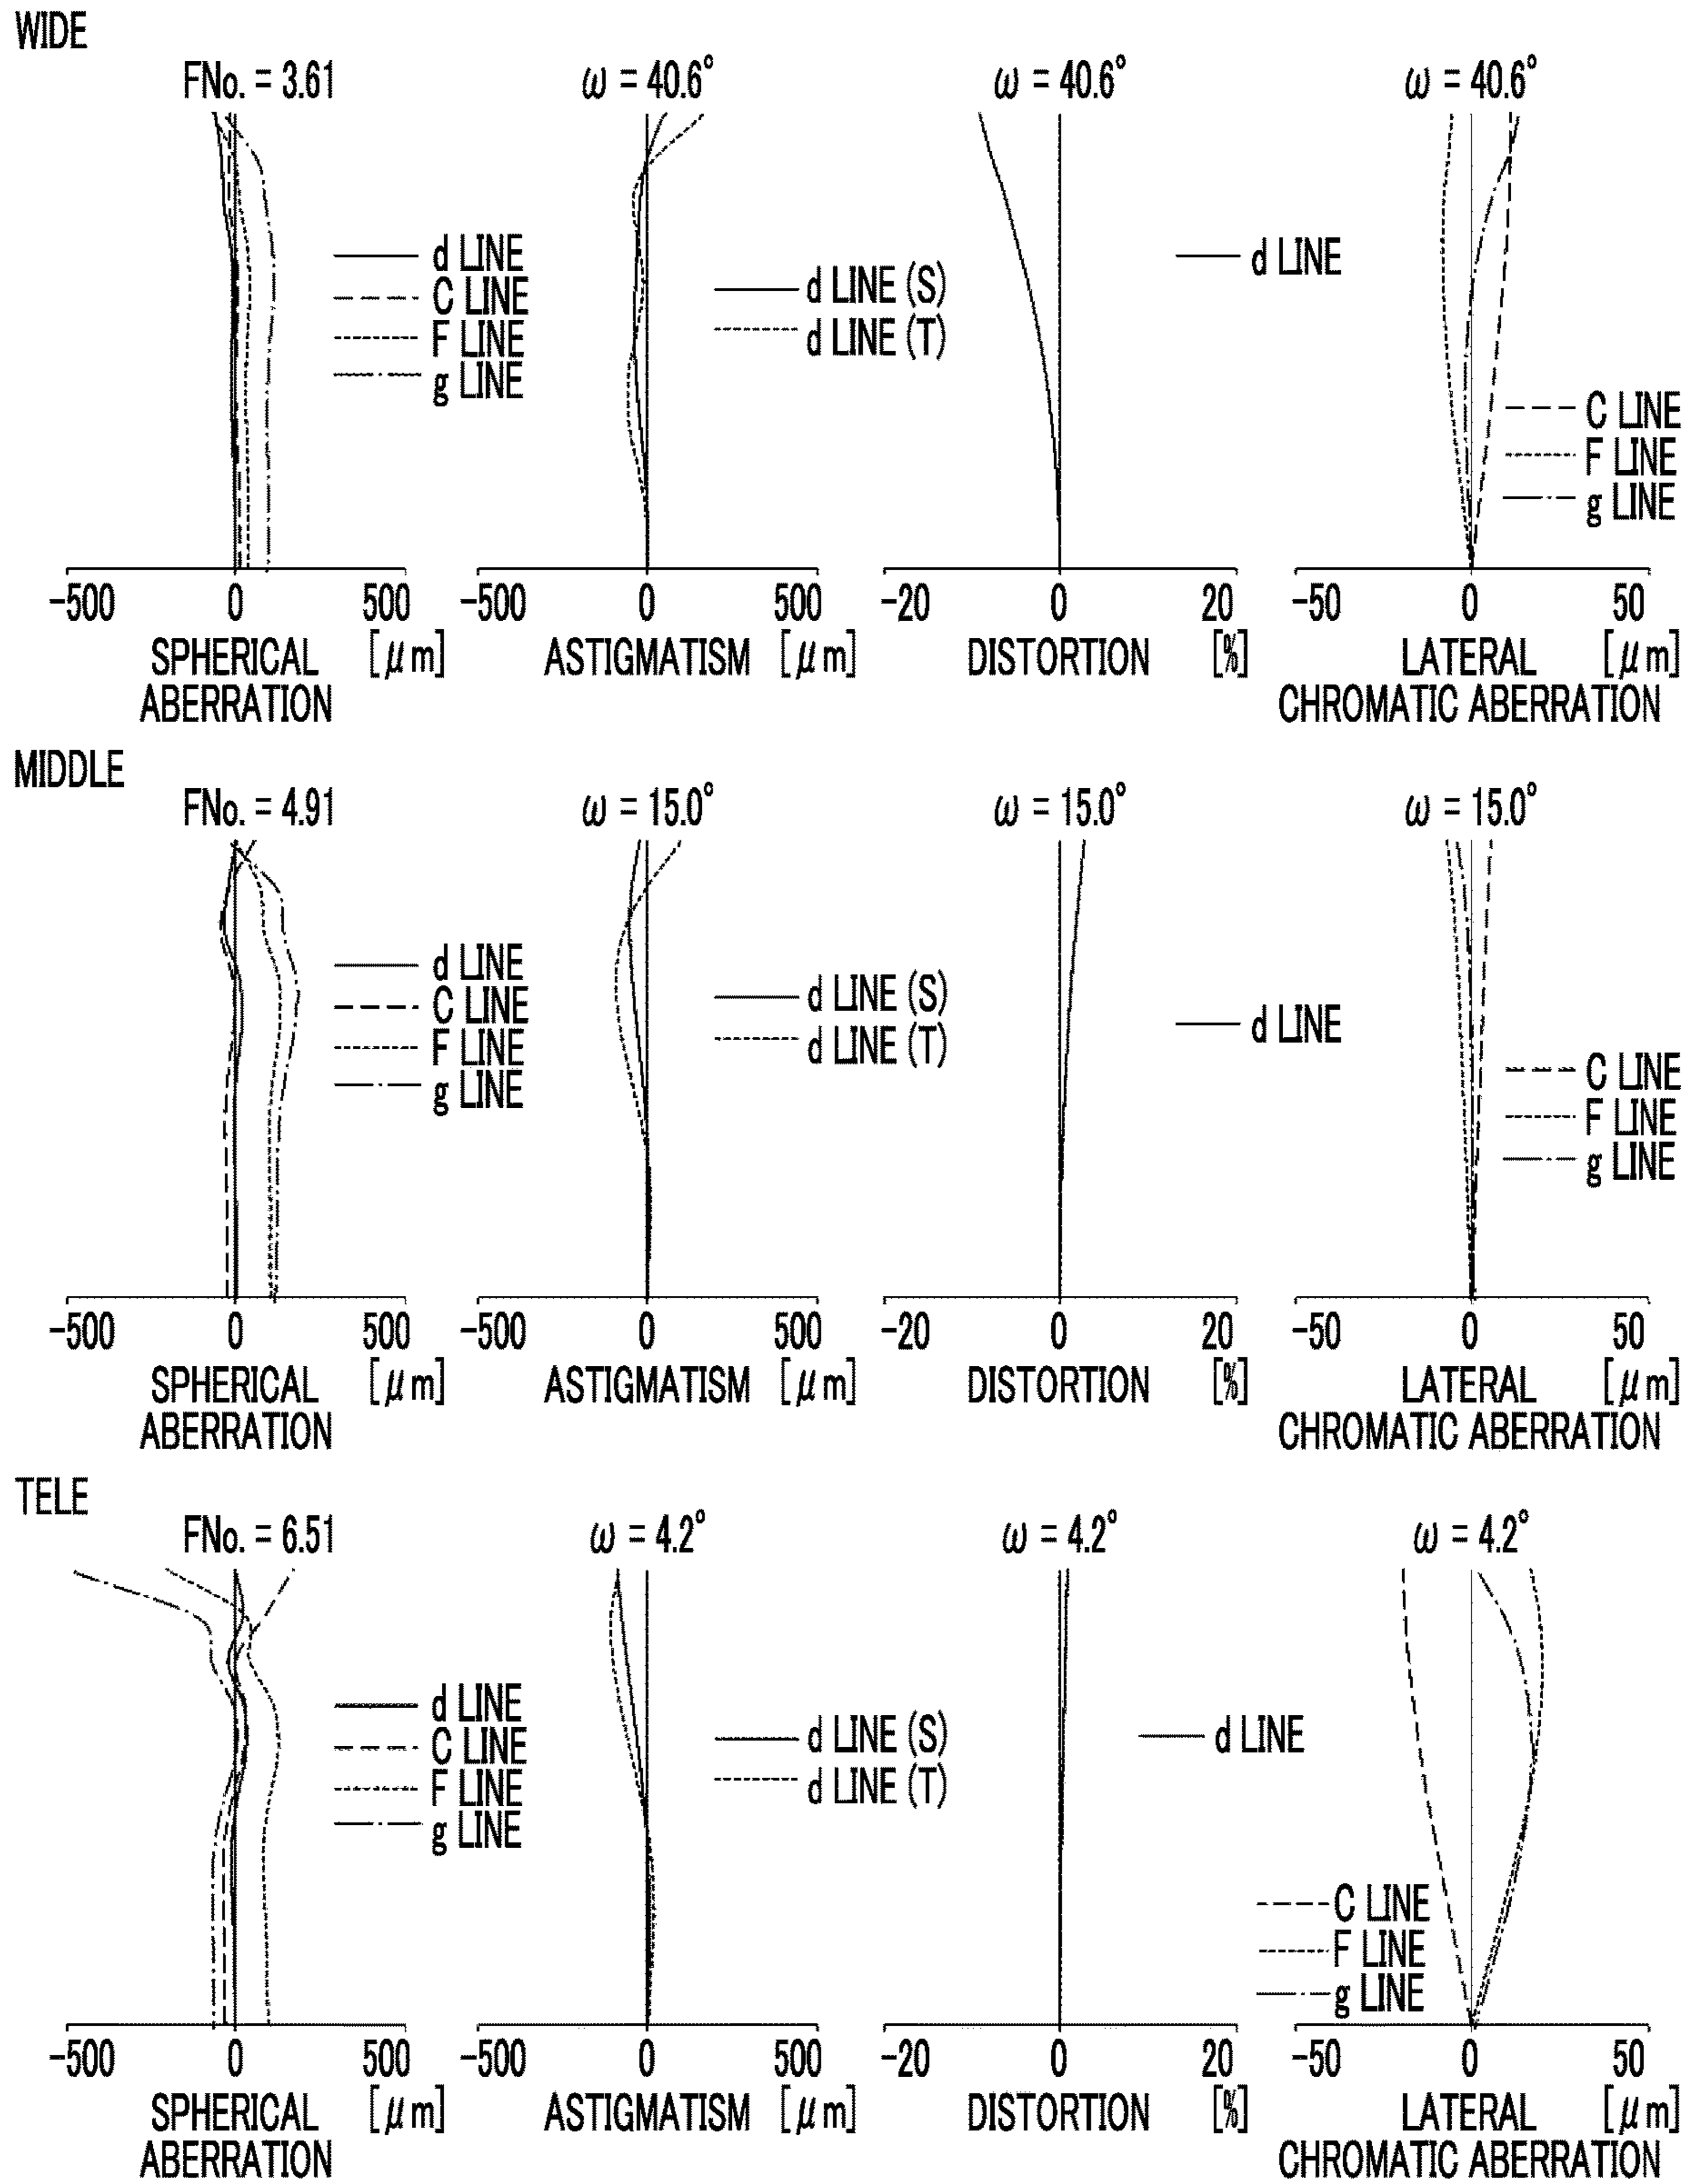 WIDE
FNo. = 3.61
ω = 40.6°
ω = 40.6°
ω = 40.6°
d LINE
C LINE
F LINE
g LINE
d LINE (S)
d LINE (T)
d LINE
C LINE
F LINE
g LINE
-500 0 500
-500 0 500
-20 0 20
-50 0 50
SPHERICAL ABERRATION [μm]
ASTIGMATISM [μm]
DISTORTION [%]
LATERAL CHROMATIC ABERRATION [μm]
MIDDLE
FNo. = 4.91
ω = 15.0°
ω = 15.0°
ω = 15.0°
d LINE
C LINE
F LINE
g LINE
d LINE (S)
d LINE (T)
d LINE
C LINE
F LINE
g LINE
-500 0 500
-500 0 500
-20 0 20
-50 0 50
SPHERICAL ABERRATION [μm]
ASTIGMATISM [μm]
DISTORTION [%]
LATERAL CHROMATIC ABERRATION [μm]
TELE
FNo. = 6.51
ω = 4.2°
ω = 4.2°
ω = 4.2°
d LINE
C LINE
F LINE
g LINE
d LINE (S)
d LINE (T)
d LINE
C LINE
F LINE
g LINE
-500 0 500
-500 0 500
-20 0 20
-50 0 50
SPHERICAL ABERRATION [μm]
ASTIGMATISM [μm]
DISTORTION [%]
LATERAL CHROMATIC ABERRATION [μm]